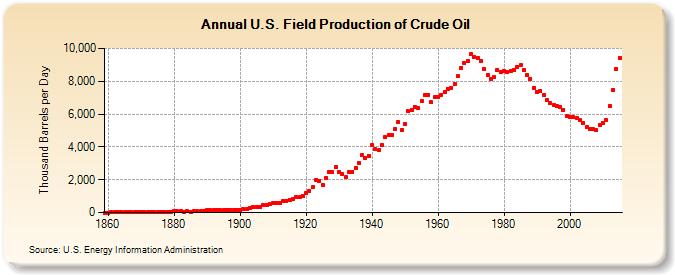 Annual U.S. Field Production of Crude Oil
Thousand Barrels per Day
10,000
8,000
6,000
4,000
2,000
0
1860 1880 1900 1920 1940 1960 1980 2000
Source: U.S. Energy Information Administration